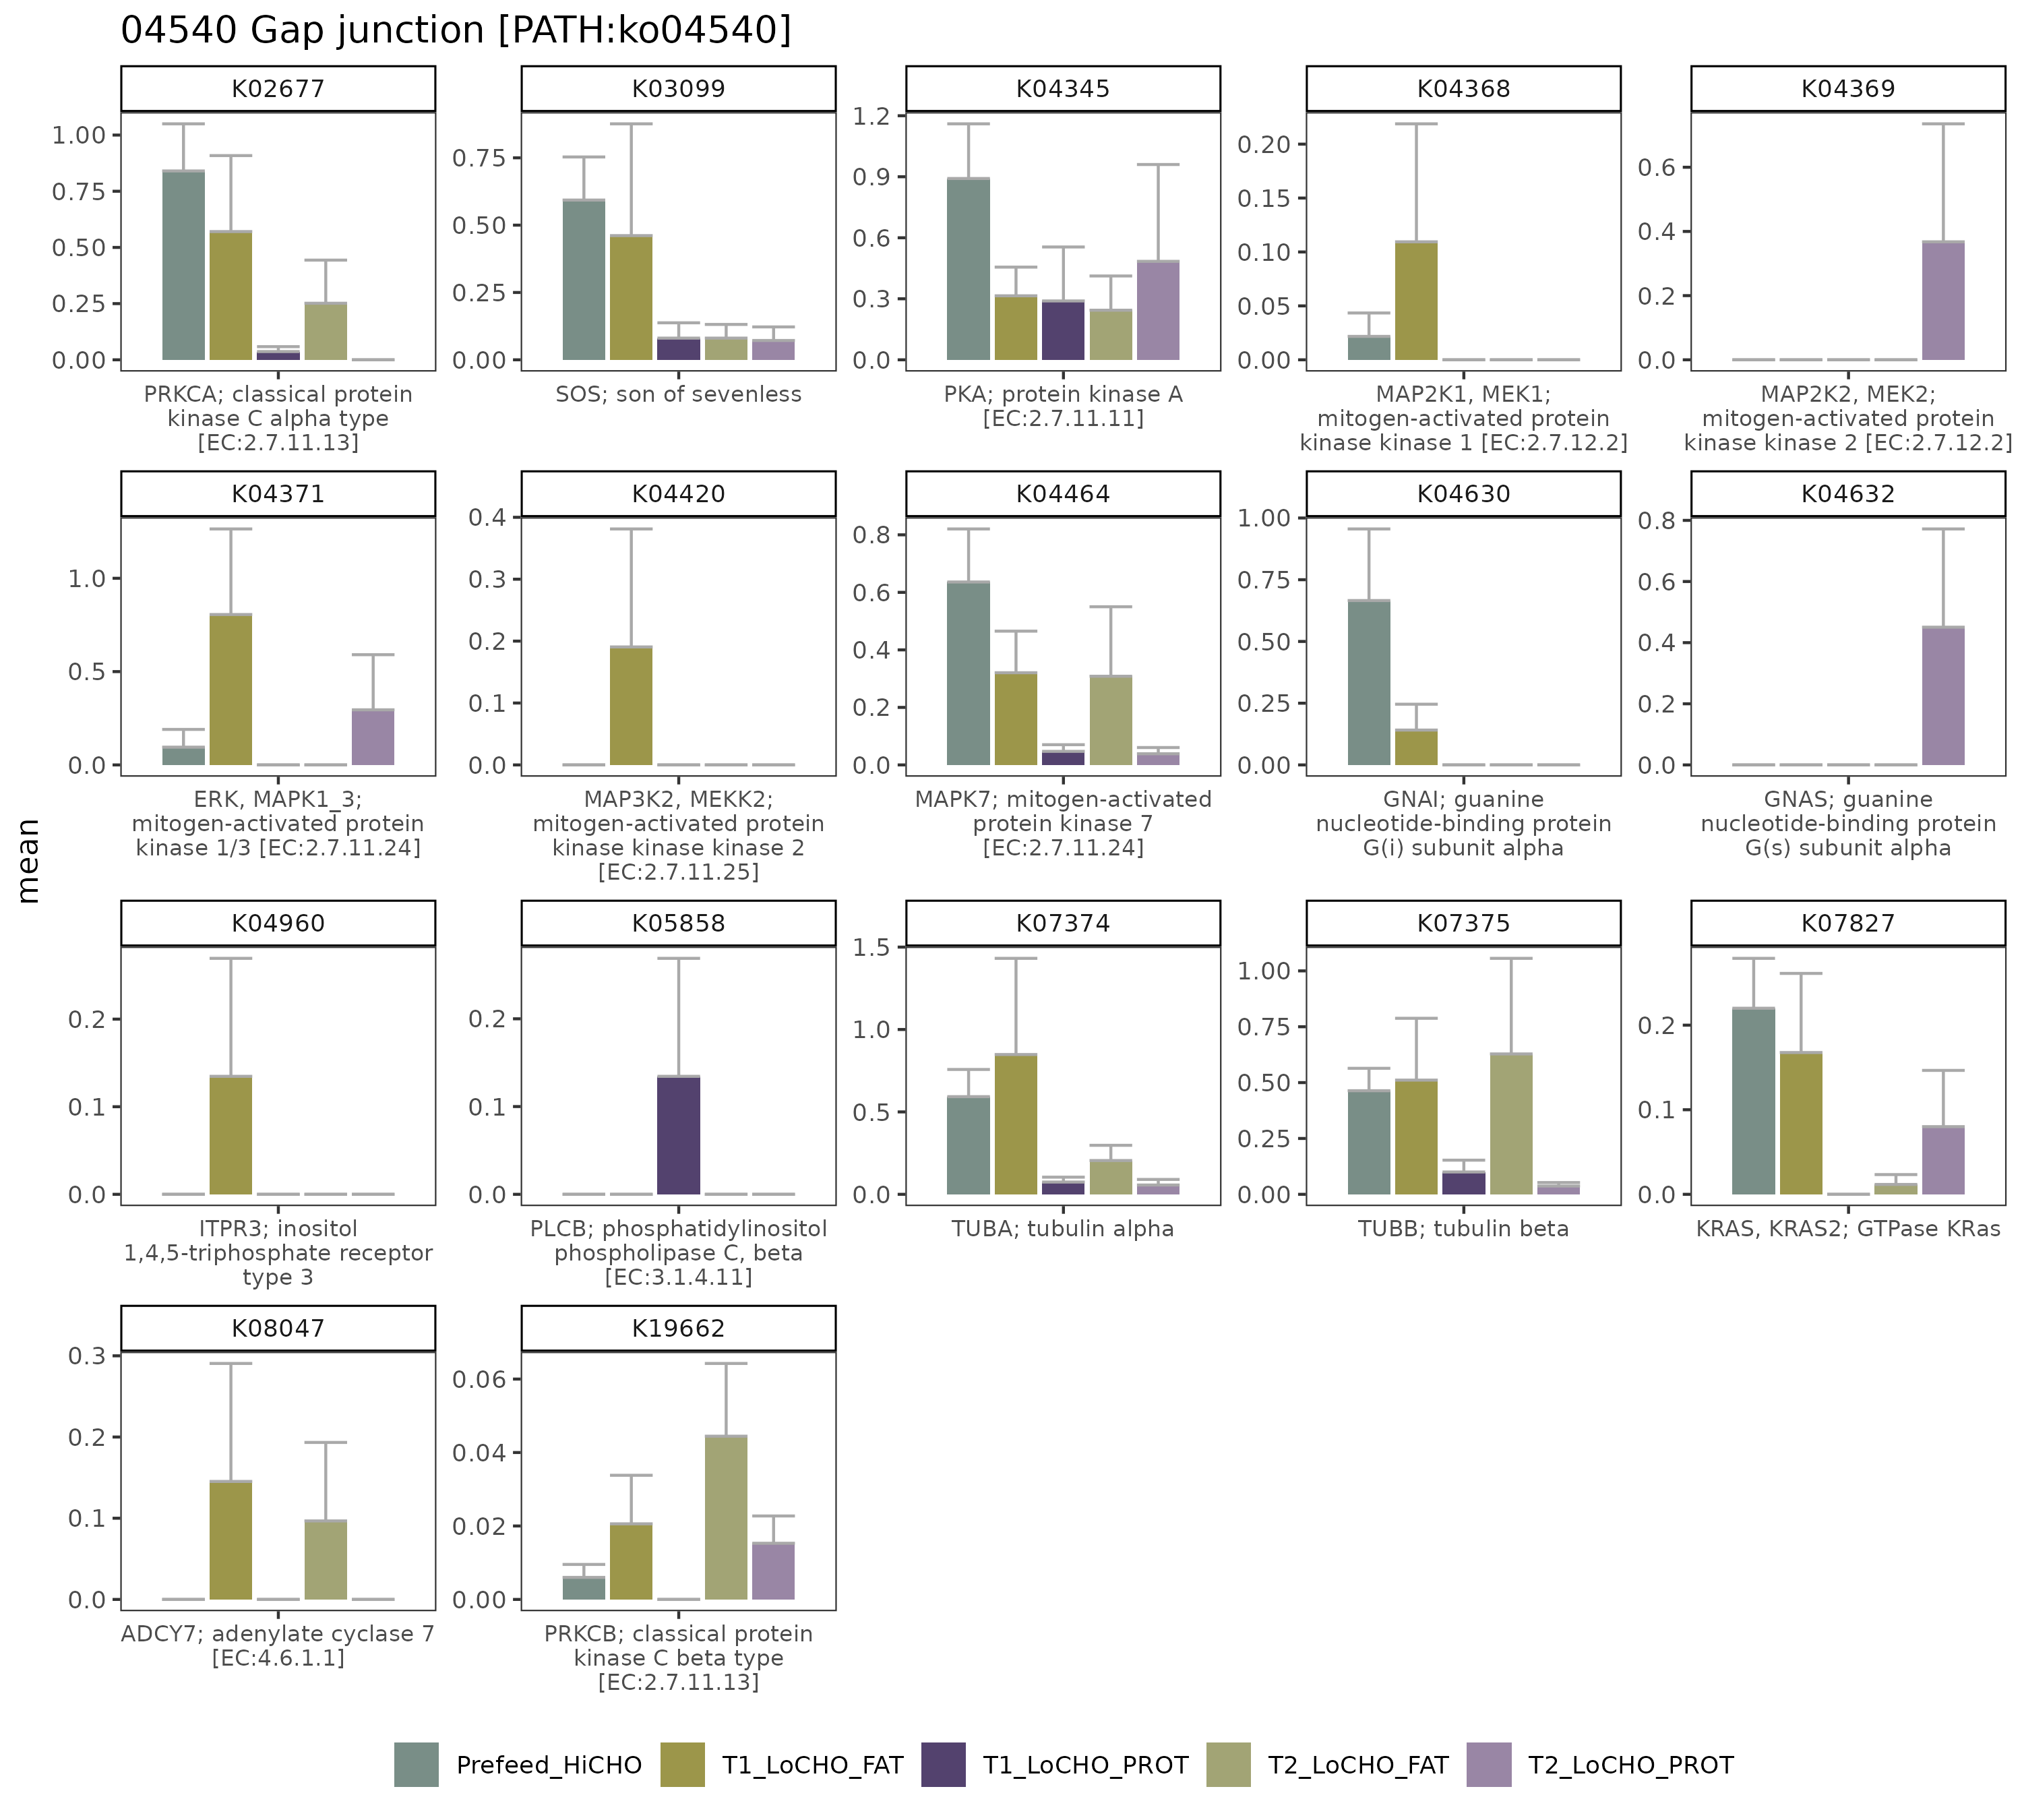 04540 Gap junction [PATH:ko04540]
K02677
K03099
K04345
K04368
K04369
1.00
0.75
0.50
0.25
0.00
0.75
0.50
0.25
0.00
1.2
0.9
0.6
0.3
0.0
0.20
0.15
0.10
0.05
0.00
0.6
0.4
0.2
0.0
PRKCA; classical protein
kinase C alpha type
[EC:2.7.11.13]
SOS; son of sevenless
PKA; protein kinase A
[EC:2.7.11.11]
MAP2K1, MEK1;
mitogen-activated protein
kinase kinase 1 [EC:2.7.12.2]
MAP2K2, MEK2;
mitogen-activated protein
kinase kinase 2 [EC:2.7.12.2]
K04371
K04420
K04464
K04630
K04632
1.0
0.5
0.0
0.4
0.3
0.2
0.1
0.0
0.8
0.6
0.4
0.2
0.0
1.00
0.75
0.50
0.25
0.00
0.8
0.6
0.4
0.2
0.0
ERK, MAPK1_3;
mitogen-activated protein
kinase 1/3 [EC:2.7.11.24]
MAP3K2, MEKK2;
mitogen-activated protein
kinase kinase kinase 2
[EC:2.7.11.25]
MAPK7; mitogen-activated
protein kinase 7
[EC:2.7.11.24]
GNAI; guanine
nucleotide-binding protein
G(i) subunit alpha
GNAS; guanine
nucleotide-binding protein
G(s) subunit alpha
mean
K04960
K05858
K07374
K07375
K07827
0.2
0.1
0.0
0.2
0.1
0.0
1.5
1.0
0.5
0.0
1.00
0.75
0.50
0.25
0.00
0.2
0.1
0.0
ITPR3; inositol
1,4,5-triphosphate receptor
type 3
PLCB; phosphatidylinositol
phospholipase C, beta
[EC:3.1.4.11]
TUBA; tubulin alpha
TUBB; tubulin beta
KRAS, KRAS2; GTPase KRas
K08047
K19662
0.3
0.2
0.1
0.0
0.06
0.04
0.02
0.00
ADCY7; adenylate cyclase 7
[EC:4.6.1.1]
PRKCB; classical protein
kinase C beta type
[EC:2.7.11.13]
Prefeed_HiCHO
T1_LoCHO_FAT
T1_LoCHO_PROT
T2_LoCHO_FAT
T2_LoCHO_PROT